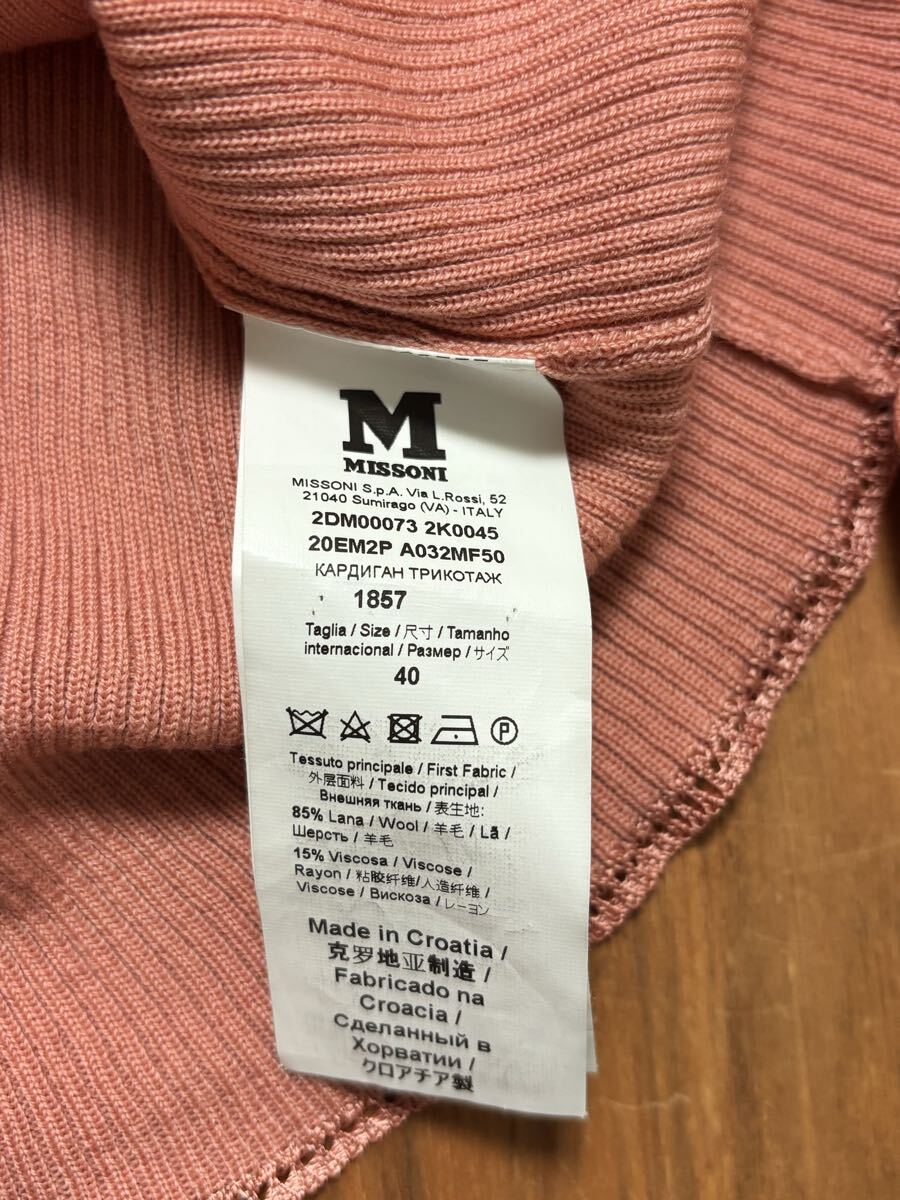 M
MISSONI
MISSONI S.p.A. Via L.Rossi, 52
21040 Sumirago (VA) - ITALY
2DM00073 2K0045
20EM2P A032MF50
КАРДИГАН ТРИКОТАЖ
1857
Taglia / Size / 尺寸 / Tamanho
internacional / Размер / サイズ
40
P
Tessuto principale / First Fabric /
外层面料 / Tecido principal /
Внешняя ткань / 表生地:
85% Lana / Wool / 羊毛 / Lã /
Шерсть / 羊毛
15% Viscosa / Viscose /
Rayon / 粘胶纤维/人造纤维 /
Viscose / Вискоза / レーヨン
Made in Croatia /
克罗地亚制造 /
Fabricado na
Croacia /
Сделанный в
Хорватии /
クロアチア製